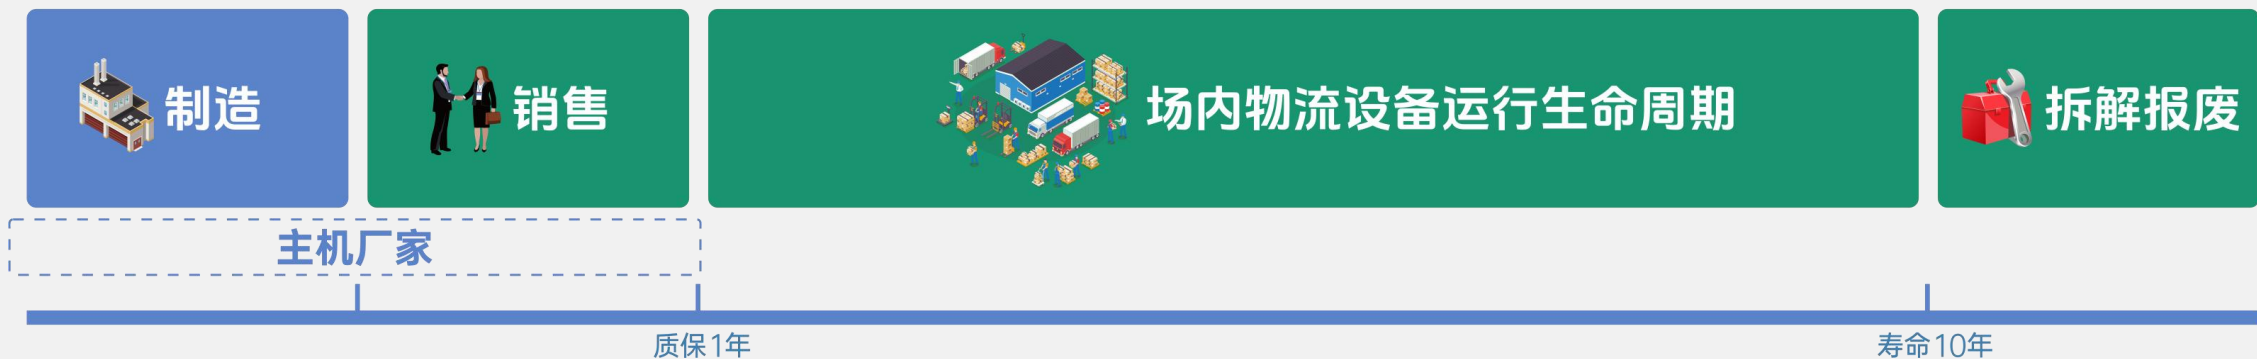 制造
销售
场内物流设备运行生命周期
拆解报废
主机厂家
质保1年
寿命10年